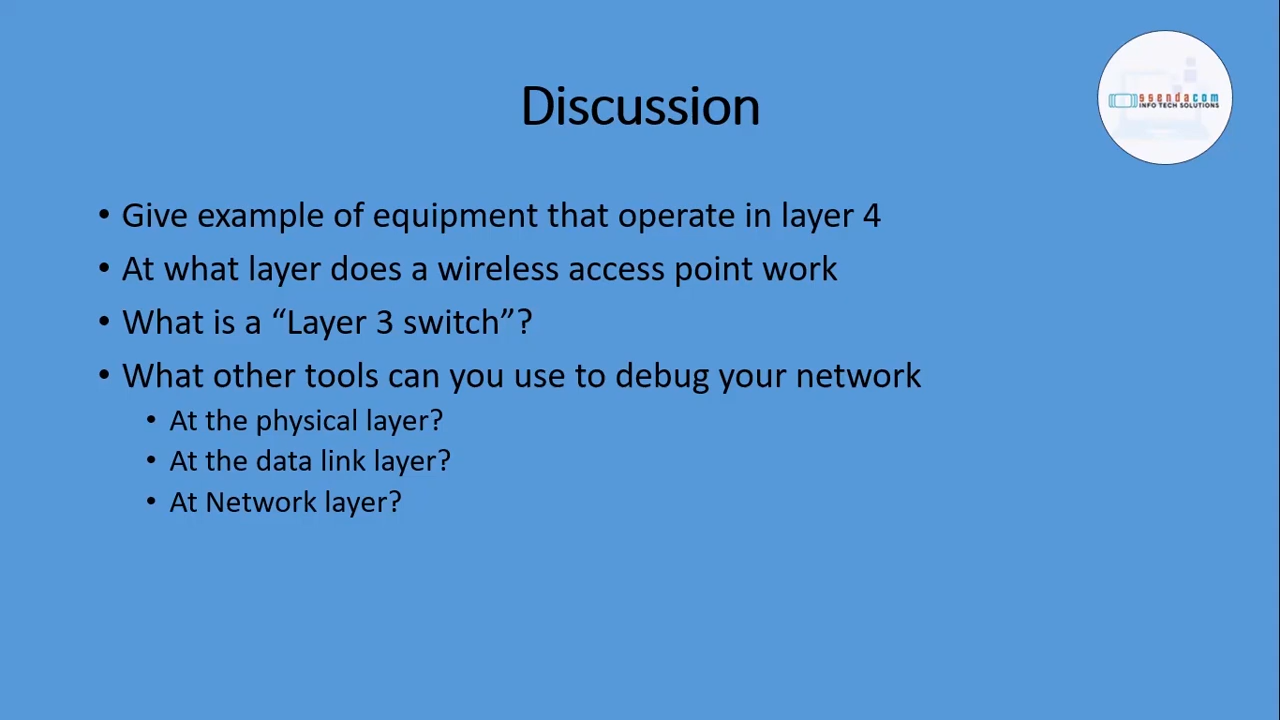 Discussion
ssendacom
INFO TECH SOLUTIONS
• Give example of equipment that operate in layer 4
• At what layer does a wireless access point work
• What is a “Layer 3 switch”?
• What other tools can you use to debug your network
• At the physical layer?
• At the data link layer?
• At Network layer?